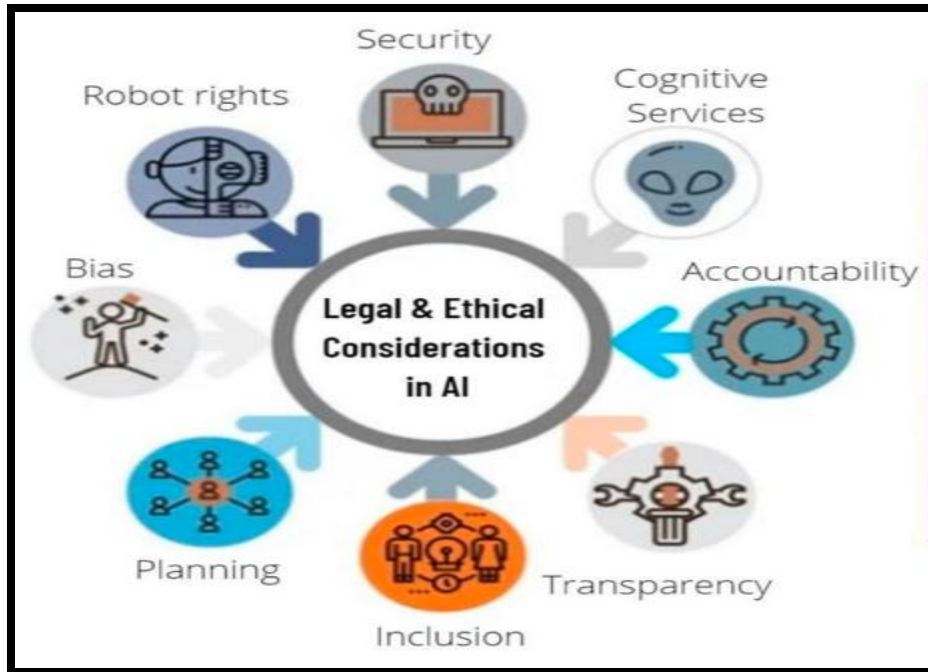 Security
Robot rights
Cognitive
Services
Bias
Accountability
Legal & Ethical
Considerations
in AI
Planning
Transparency
Inclusion